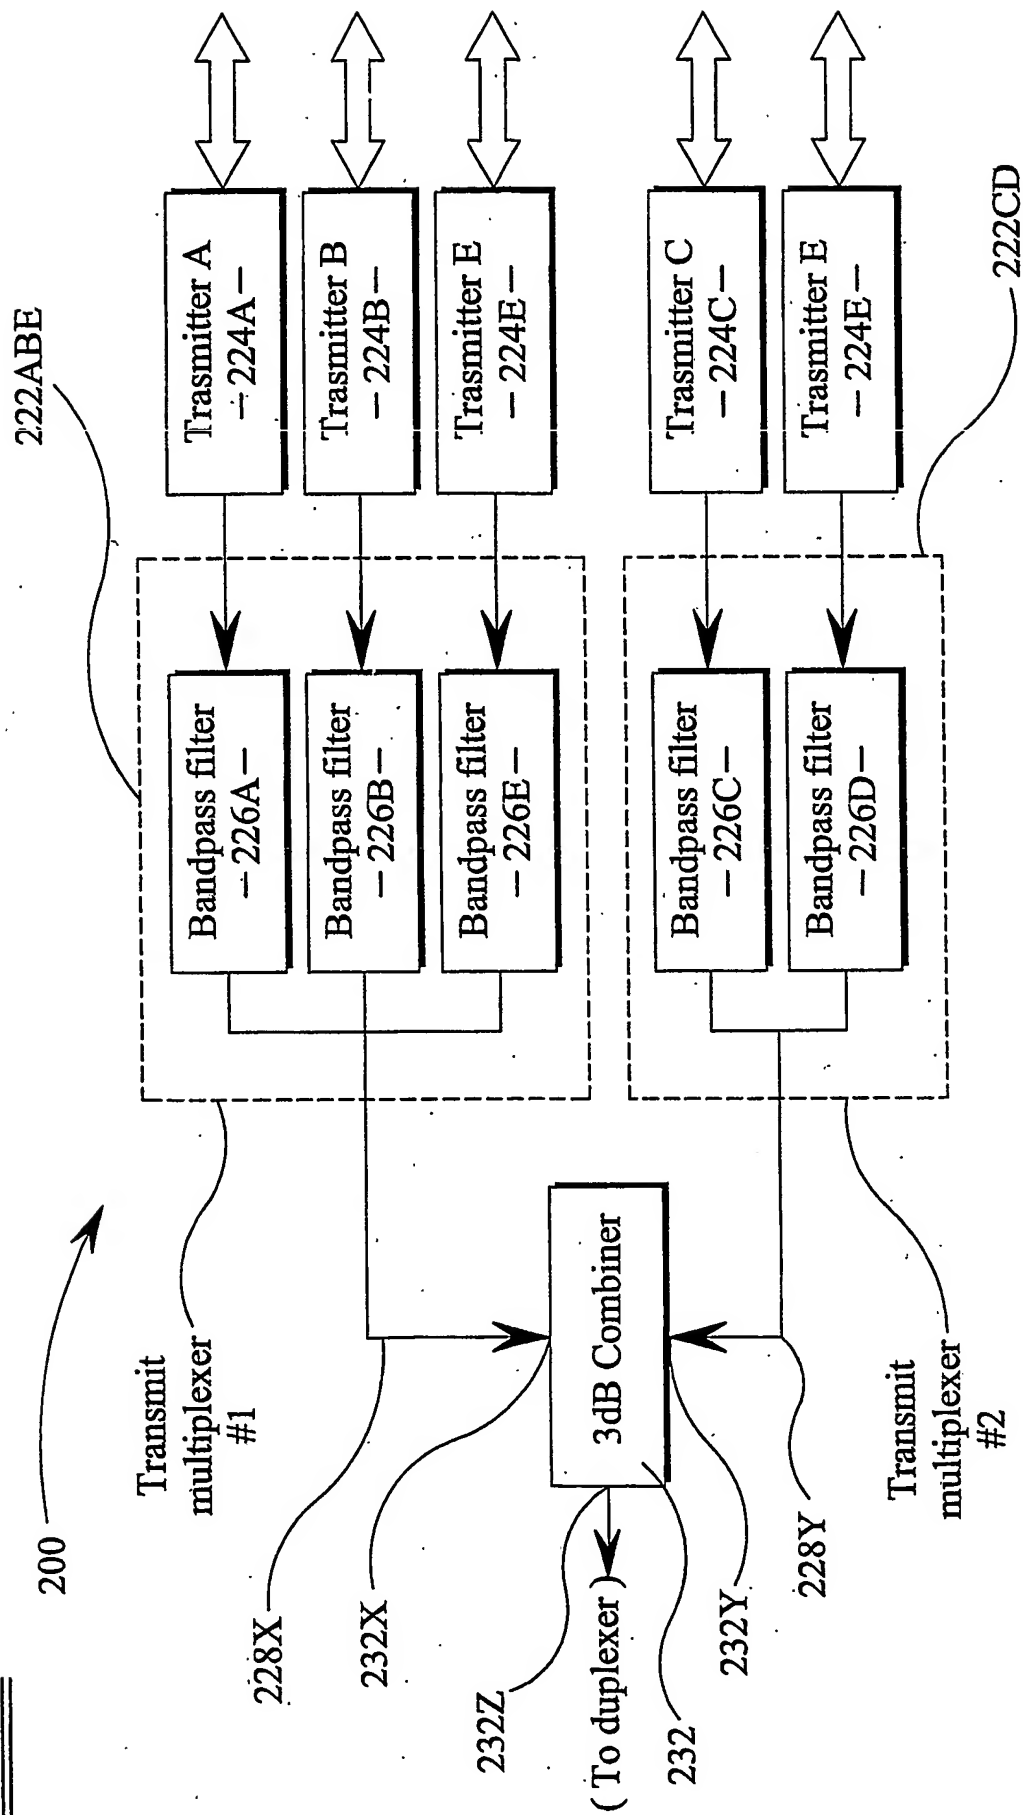 200
222ABE
Transmit
multiplexer
#1
Bandpass filter
–226A–
Trasmitter A
–224A–
Bandpass filter
–226B–
Trasmitter B
–224B–
Bandpass filter
–226E–
Trasmitter E
–224E–
228X
232X
232Z
(To duplexer)
3dB Combiner
232
232Y
228Y
Bandpass filter
–226C–
Trasmitter C
–224C–
Bandpass filter
–226D–
Trasmitter E
–224E–
Transmit
multiplexer
#2
222CD